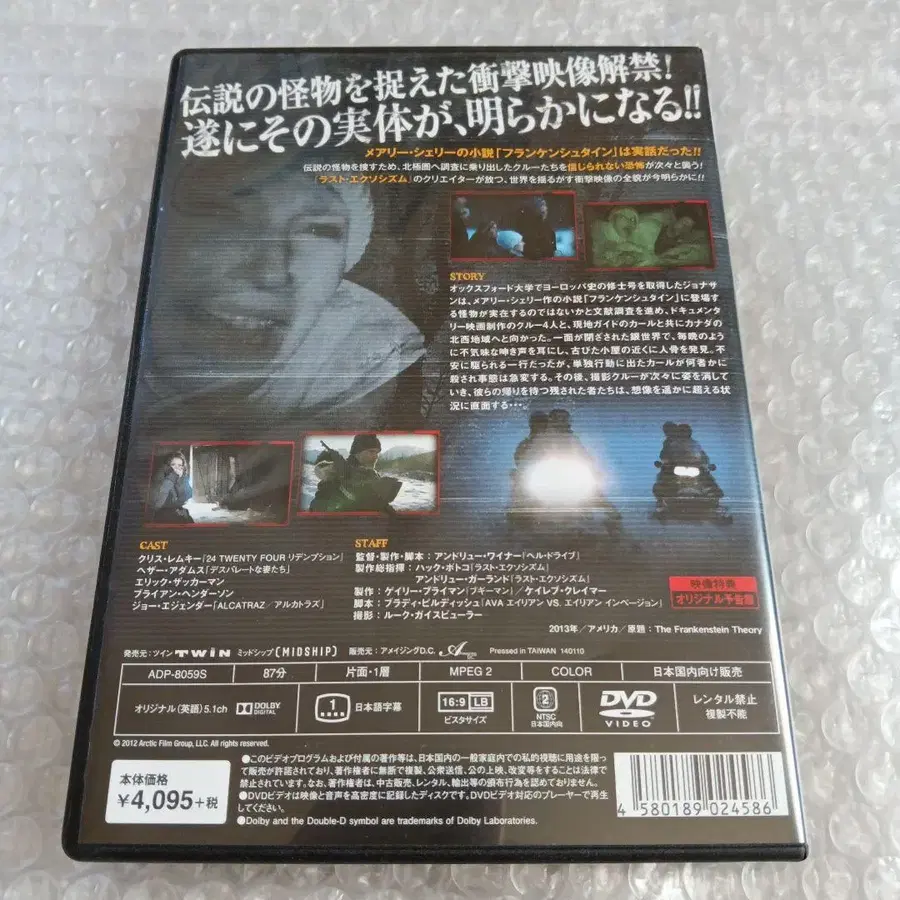 伝説の怪物を捉えた衝撃映像解禁!
遂にその実体が、明らかになる!!
メアリー・シェリーの小説「フランケンシュタイン」は実話だった!!
伝説の怪物を捜すため、北極圏へ調査に乗り出したクルーたちを信じられない恐怖が次々と襲う!
「ラスト・エクソシズム」のクリエイターが放つ、世界を揺るがす衝撃映像の全貌が今明らかに!!
STORY
オックスフォード大学でヨーロッパ史の修士号を取得したジョナサ
ンは、メアリー・シェリー作の小説「フランケンシュタイン」に登場す
る怪物が実在するのではないかと文献調査を進め、ドキュメン
タリー映画制作のクルー4人と、現地ガイドのカールと共にカナダの
北西地域へと向かった。一面が閉ざされた銀世界で、毎晩のよう
に不気味な呻き声を耳にし、古びた小屋の近くに人骨を発見。不
安に駆られる一行だったが、単独行動に出たカールが何者かに
殺され事態は急変する。その後、撮影クルーが次々に姿を消して
いき、彼らの帰りを待つ残された者たちは、想像を遥かに超える状
況に直面する・・・。
CAST
クリス・レムキー「24 TWENTY FOUR リデンプション」
ヘザー・アダムス「デスパレートな妻たち」
エリック・ザッカーマン
ブライアン・ヘンダーソン
ジョー・エジェンダー「ALCATRAZ／アルカトラズ」
STAFF
監督・製作・脚本：アンドリュー・ワイナー「ヘル・ドライブ」
製作総指揮：ハック・ボトコ「ラスト・エクソシズム」
アンドリュー・ガーランド「ラスト・エクソシズム」
製作：ゲイリー・ブライマン「ブギーマン」／ケイレブ・クレイマー
脚本：ブラディ・ビルディッシュ「AVA エイリアン VS. エイリアン インベージョン」
撮影：ルーク・ガイスビューラー
映像特典
オリジナル予告篇
2013年／アメリカ／原題：The Frankenstein Theory
発売元：ツイン TWIN ミッドシップ [MIDSHIP] 販売元：アメイジングD.C. Pressed in TAIWAN 140110
ADP-8059S 87分 片面・1層 MPEG 2 COLOR 日本国内向け販売
オリジナル(英語)5.1ch DOLBY DIGITAL 1 日本語字幕 16:9 LB ビスタサイズ 2 NTSC 日本国内向 DVD VIDEO レンタル禁止 複製不能
© 2012 Arctic Film Group, LLC. All rights reserved.
本体価格
¥4,095+税
●このビデオプログラムおよび付属の著作等は、日本国内の一般家庭内での私的視聴に用途を限
って販売が許諾されており、著作権者に無断で複製、公衆送信、公の上映、改変等をすることは法律
で禁止されています。なお、著作権者は、中古販売、レンタル、輸出等の頒布行為を認めておりません。
●DVDビデオは映像と音声を高密度に記録したディスクです。DVDビデオ対応のプレーヤーで再生
してください。
●Dolby and the Double-D symbol are trademarks of Dolby Laboratories.
4 580189 024586